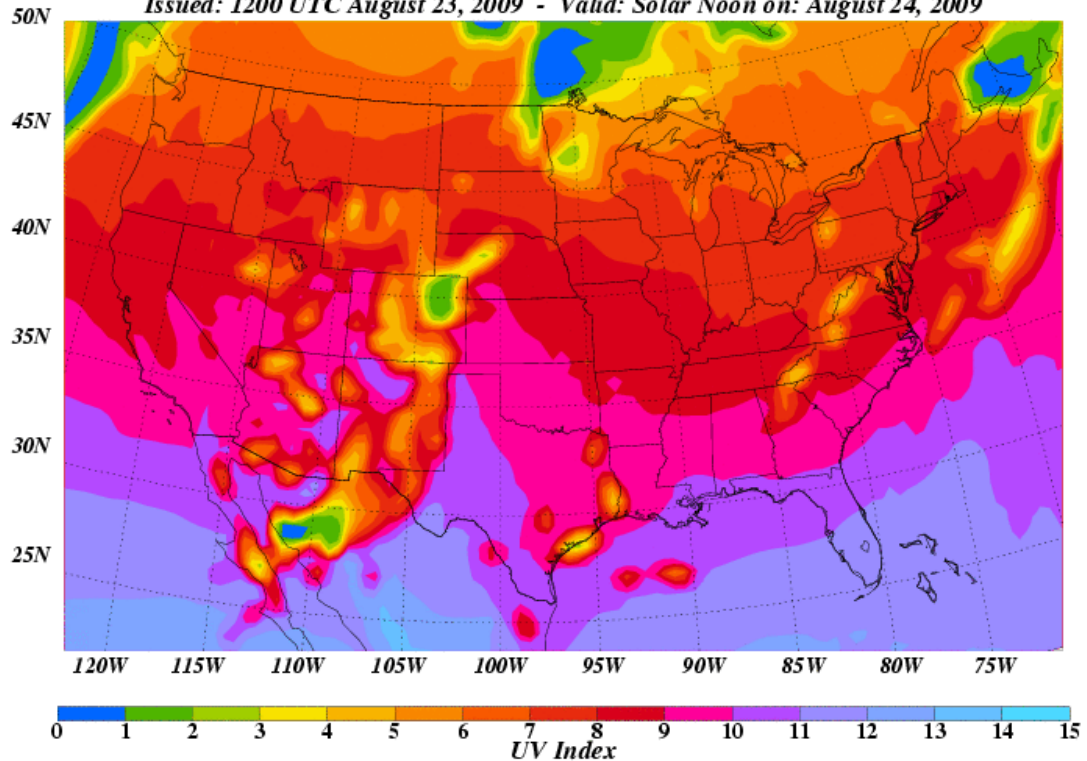 Issued: 1200 UTC August 23, 2009 - Valid: Solar Noon on: August 24, 2009
50N
45N
40N
35N
30N
25N
120W 115W 110W 105W 100W 95W 90W 85W 80W 75W
0 1 2 3 4 5 6 7 8 9 10 11 12 13 14 15
UV Index